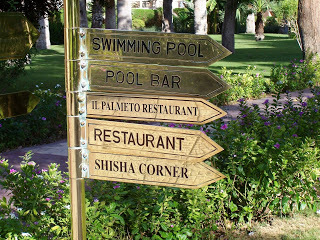 SWIMMING POOL
POOL BAR
IL PALMETO RESTAURANT
RESTAURANT
SHISHA CORNER